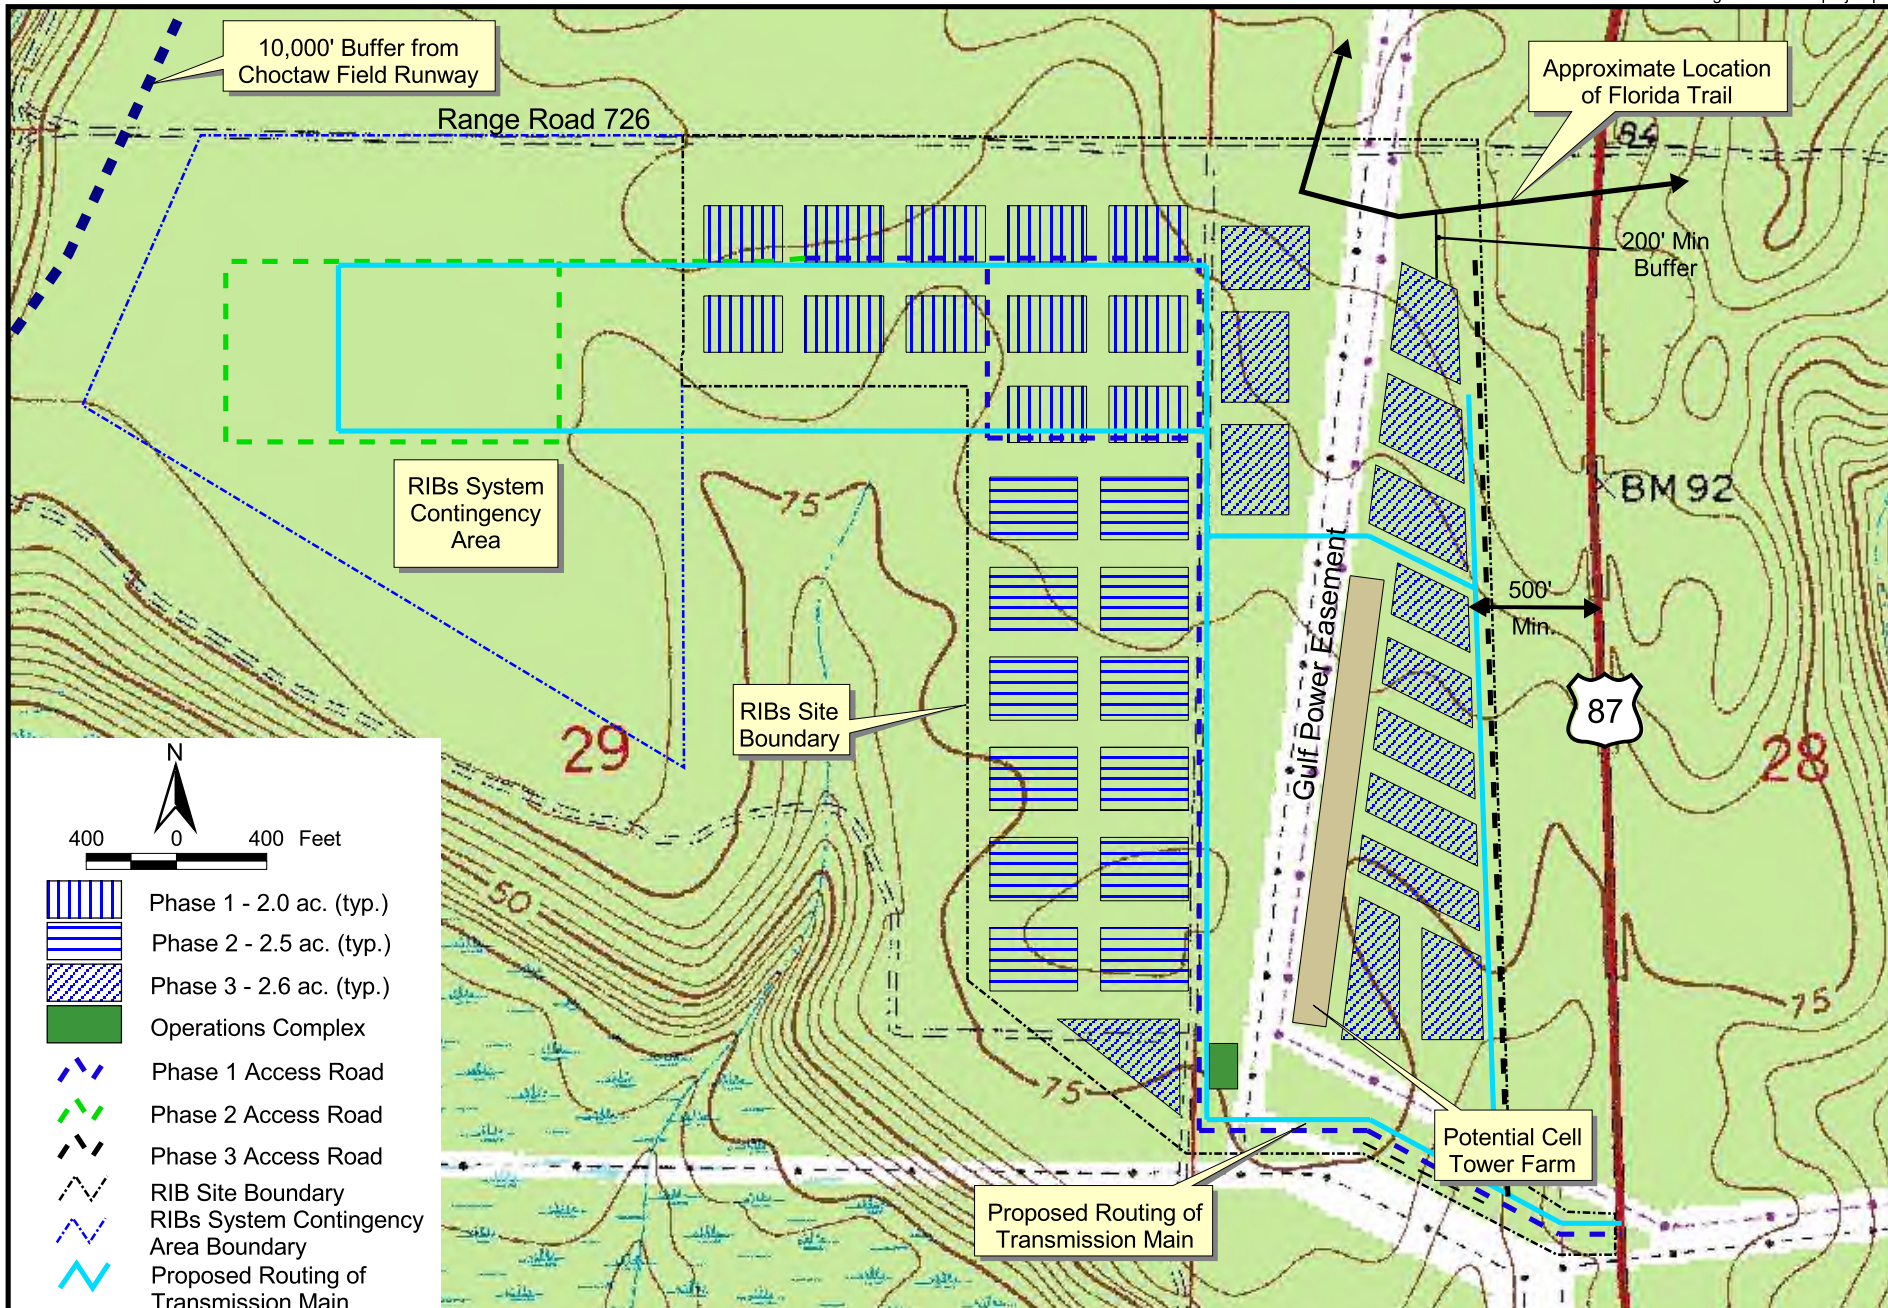 10,000' Buffer from
Choctaw Field Runway
Range Road 726
Approximate Location
of Florida Trail
84
200' Min
Buffer
BM 92
RIBs System
Contingency
Area
75
Gulf Power Easement
500'
Min.
RIBs Site
Boundary
87
29
28
N
400 0 400 Feet
50
75
75
Phase 1 - 2.0 ac. (typ.)
Phase 2 - 2.5 ac. (typ.)
Phase 3 - 2.6 ac. (typ.)
Operations Complex
Phase 1 Access Road
Phase 2 Access Road
Phase 3 Access Road
RIB Site Boundary
RIBs System Contingency
Area Boundary
Proposed Routing of
Transmission Main
Potential Cell
Tower Farm
Proposed Routing of
Transmission Main